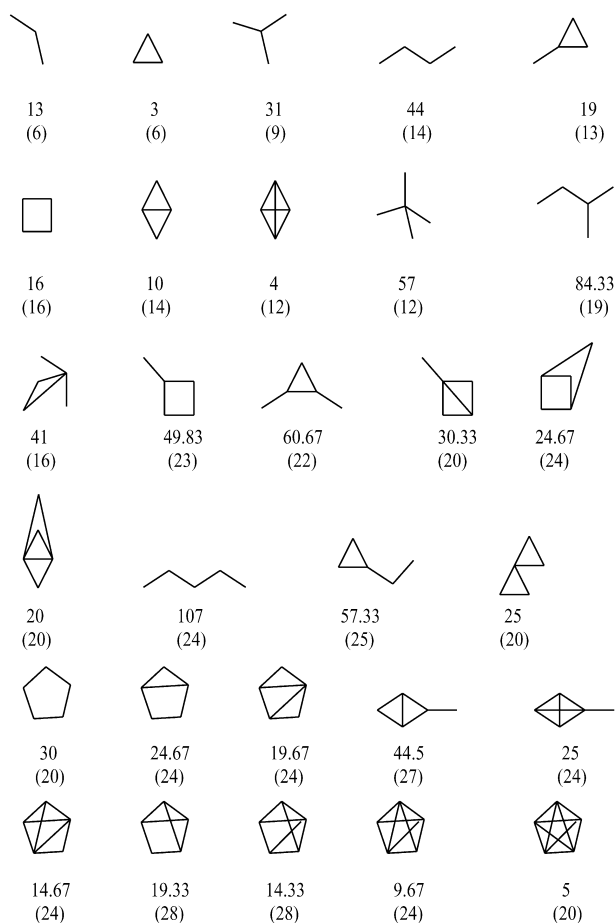 13 3 31 44 19
(6) (6) (9) (14) (13)
16 10 4 57 84.33
(16) (14) (12) (12) (19)
41 49.83 60.67 30.33 24.67
(16) (23) (22) (20) (24)
20 107 57.33 25
(20) (24) (25) (20)
30 24.67 19.67 44.5 25
(20) (24) (24) (27) (24)
14.67 19.33 14.33 9.67 5
(24) (28) (28) (24) (20)